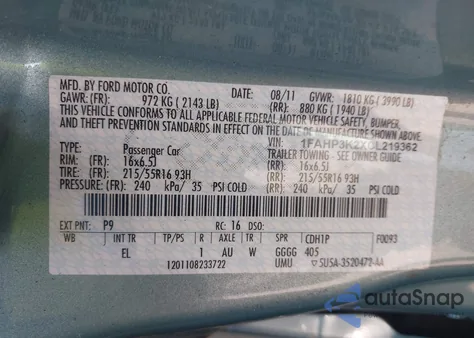 MFD. BY FORD MOTOR CO.
DATE: 08/11 GVWR: 1810 KG ( 3990 LB)
GAWR: (FR): 972 KG ( 2143 LB) (RR): 880 KG ( 1940 LB)
THIS VEHICLE CONFORMS TO ALL APPLICABLE FEDERAL MOTOR VEHICLE SAFETY, BUMPER,
AND THEFT PREVENTION STANDARDS IN EFFECT ON THE DATE OF MANUFACTURE SHOWN ABOVE.
VIN:
TYPE: Passenger Car TRAILER TOWING - SEE OWNER GUIDE
RIM: (FR) 16x6.5J (RR): 16x6.5J
TIRE: (FR) 215/55R16 93H (RR): 215/55R16 93H
PRESSURE: (FR) 240 kPa/ 35 PSI COLD (RR): 240 kPa/ 35 PSI COLD
EXT PNT: P9 RC: 16 DSO: F0093
WB INT TR TP/PS R AXLE TR SPR CDH1P
EL 1 AU W GGGG 405
1201108233722 UMU 5U5A-3520472-AA
autoSnap